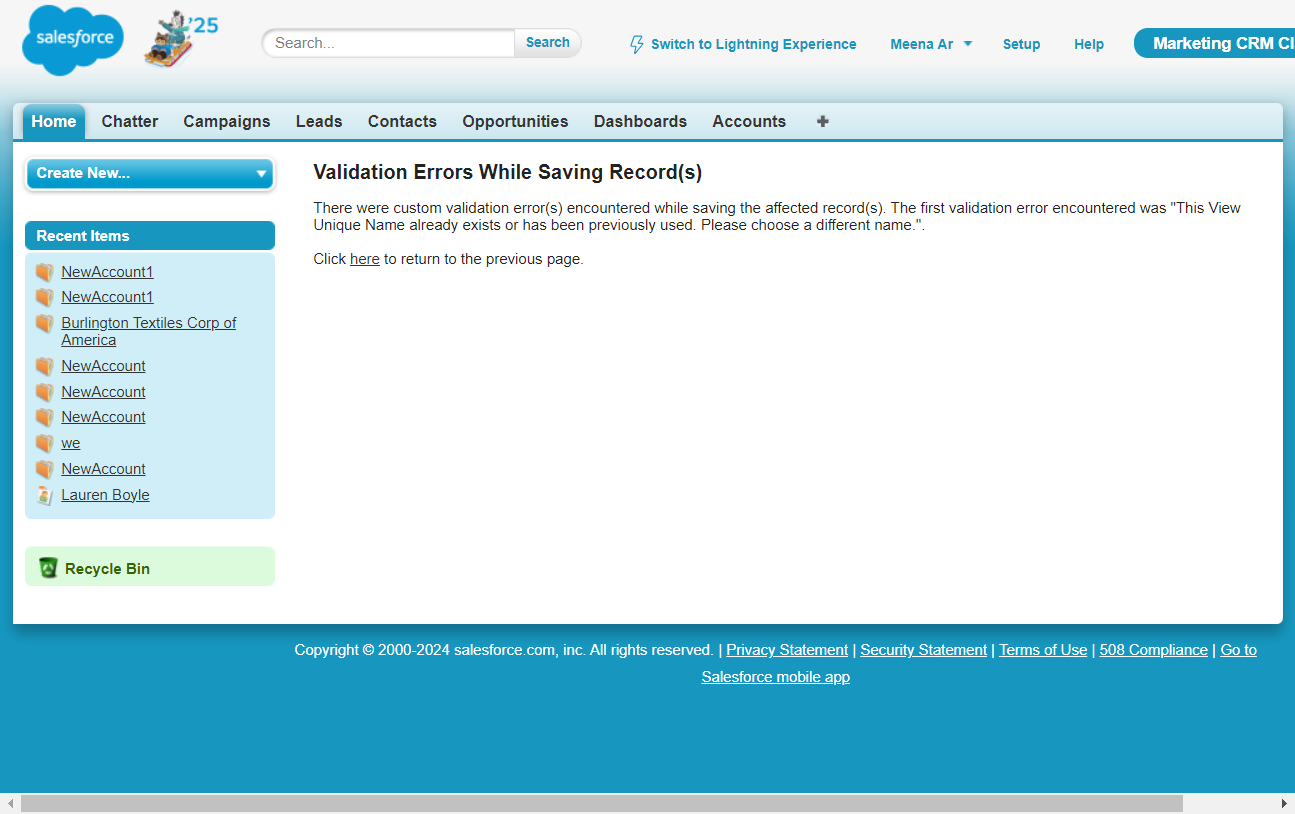 salesforce
'25
Search...
Search
Switch to Lightning Experience
Meena Ar
Setup
Help
Marketing CRM Cl
Home
Chatter
Campaigns
Leads
Contacts
Opportunities
Dashboards
Accounts
Create New...
Recent Items
NewAccount1
NewAccount1
Burlington Textiles Corp of
America
NewAccount
NewAccount
NewAccount
we
NewAccount
Lauren Boyle
Recycle Bin
Validation Errors While Saving Record(s)
There were custom validation error(s) encountered while saving the affected record(s). The first validation error encountered was "This View
Unique Name already exists or has been previously used. Please choose a different name.".
Click here to return to the previous page.
Copyright © 2000-2024 salesforce.com, inc. All rights reserved. | Privacy Statement | Security Statement | Terms of Use | 508 Compliance | Go to
Salesforce mobile app